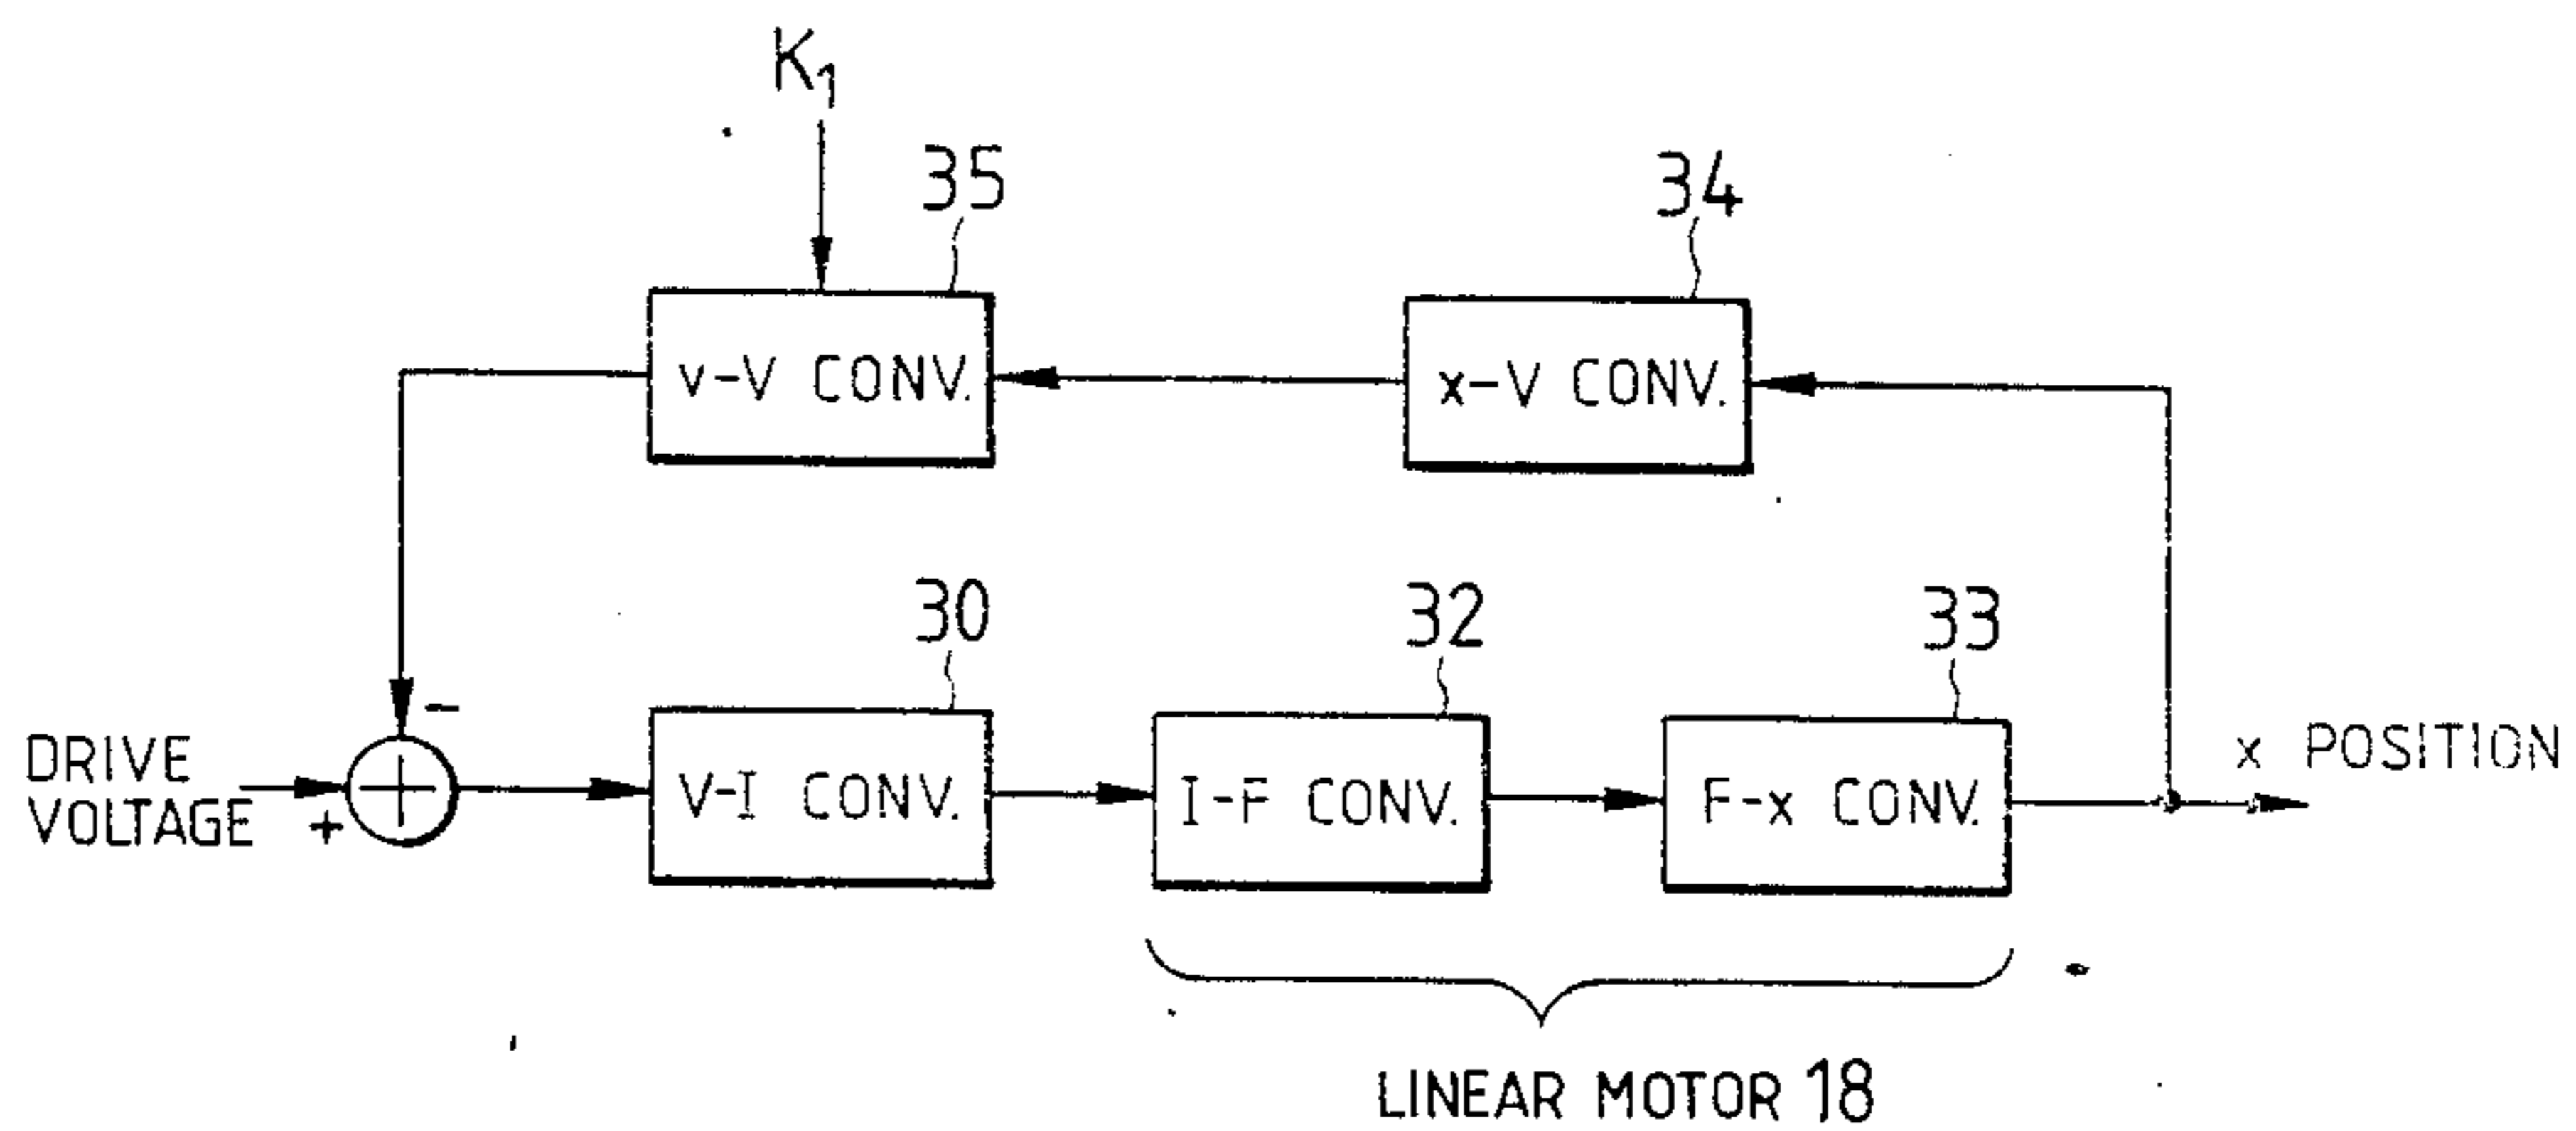 K₁
35
34
v-V CONV.
x-V CONV.
30
32
33
-
DRIVE
VOLTAGE
+
V-I CONV.
I-F CONV.
F-x CONV.
x POSITION
LINEAR MOTOR 18